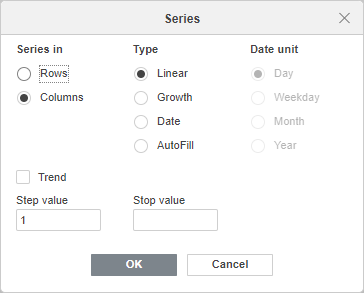 Series
Series in
Type
Date unit
Rows
Linear
Day
Columns
Growth
Weekday
Date
Month
AutoFill
Year
Trend
Step value
Stop value
1
OK
Cancel